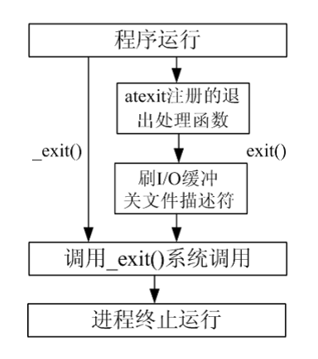 程序运行
atexit注册的退
出处理函数
_exit()
exit()
刷I/O缓冲
关文件描述符
调用_exit()系统调用
进程终止运行